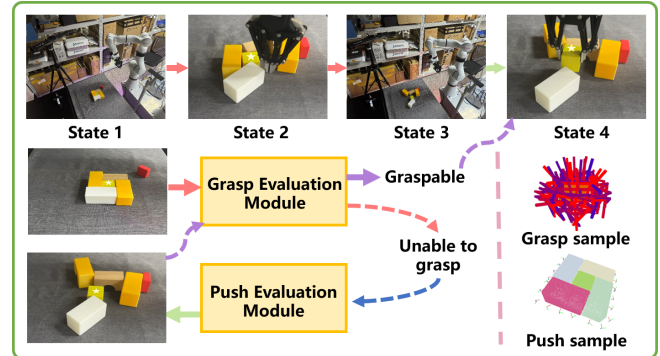 State 1
State 2
State 3
State 4
Grasp Evaluation
Module
Graspable
Unable to
grasp
Push Evaluation
Module
Grasp sample
Push sample